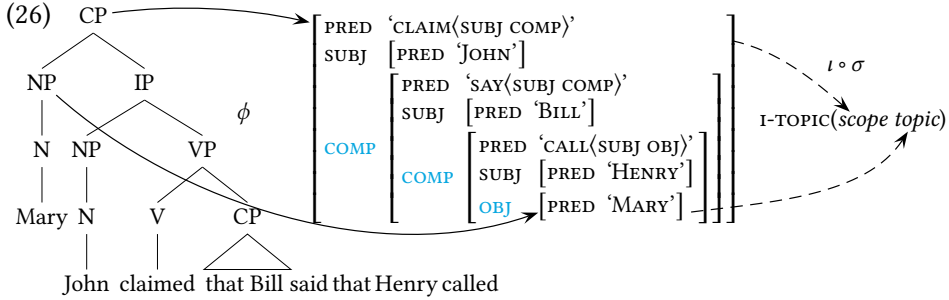 (26)
CP
NP IP
N NP VP
Mary N V CP
John claimed that Bill said that Henry called
ϕ
PRED ‘CLAIM⟨SUBJ COMP⟩’
SUBJ [PRED ‘JOHN’]
COMP
PRED ‘SAY⟨SUBJ COMP⟩’
SUBJ [PRED ‘BILL’]
COMP
PRED ‘CALL⟨SUBJ OBJ⟩’
SUBJ [PRED ‘HENRY’]
OBJ [PRED ‘MARY’]
ι∘σ
I-TOPIC(scope topic)